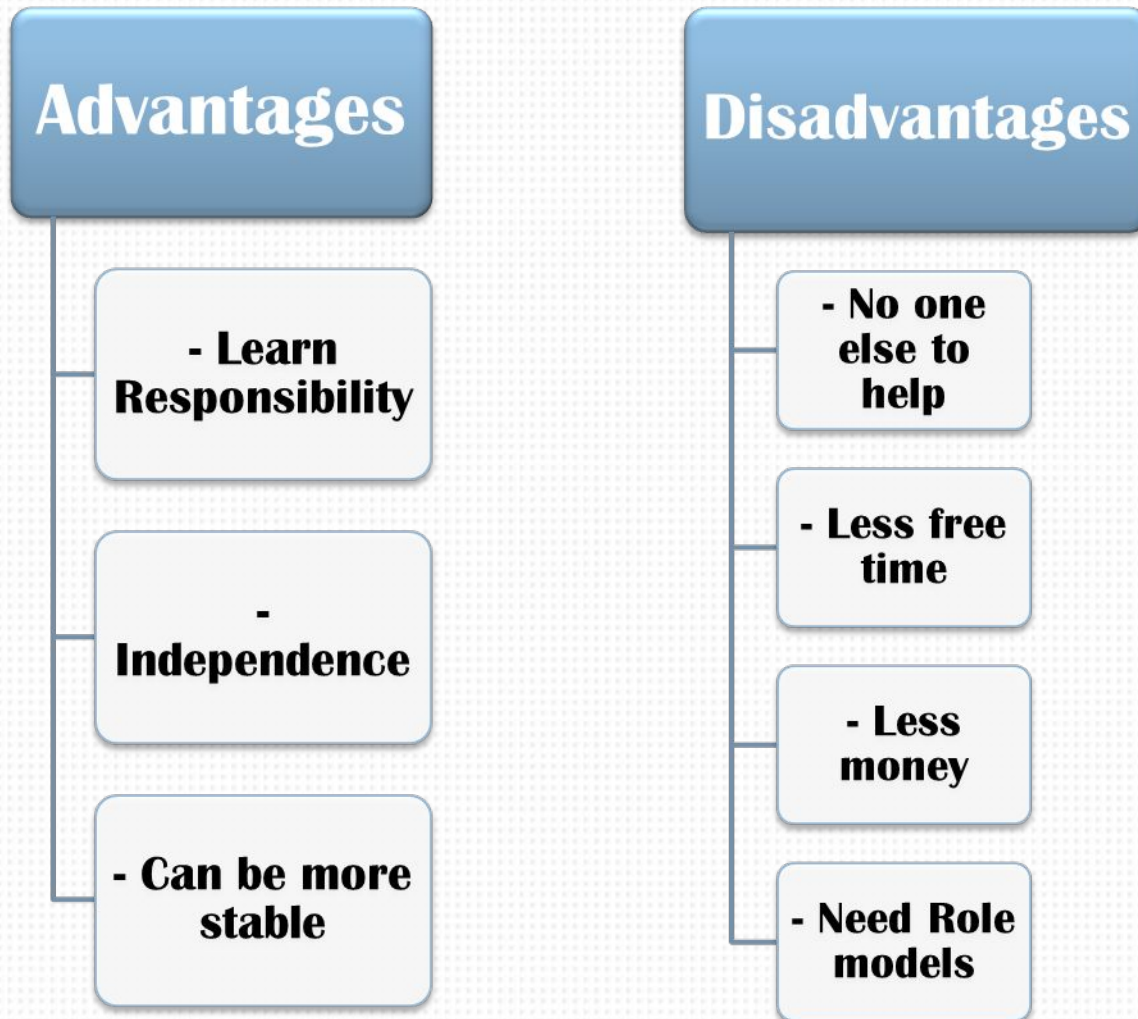 Advantages
- Learn
Responsibility
-
Independence
- Can be more
stable
Disadvantages
- No one
else to
help
- Less free
time
- Less
money
- Need Role
models